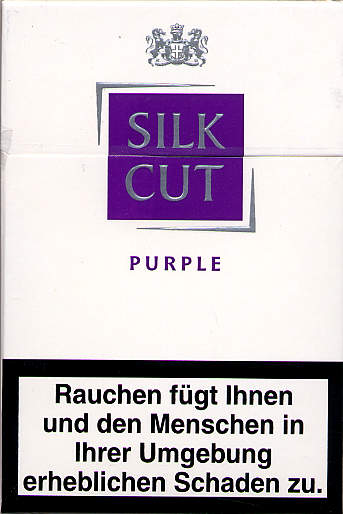 SILK
CUT
PURPLE
Rauchen fügt Ihnen
und den Menschen in
Ihrer Umgebung
erheblichen Schaden zu.